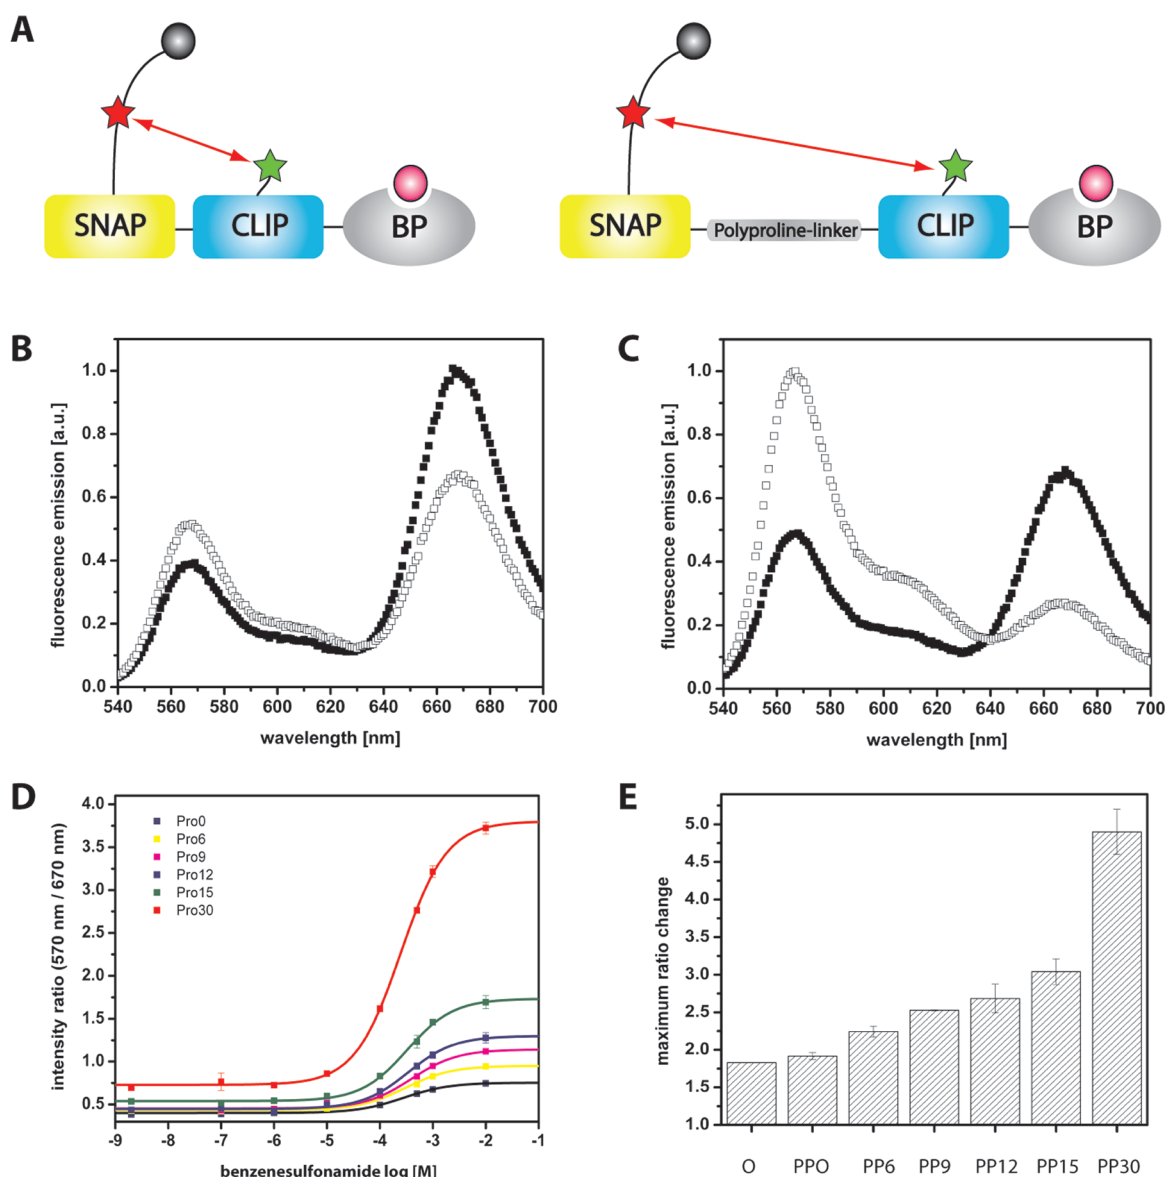 A
SNAP
CLIP
BP
SNAP
Polyproline-linker
CLIP
BP
B
fluorescence emission [a.u.]
1.0
0.8
0.6
0.4
0.2
0.0
540 560 580 600 620 640 660 680 700
wavelength [nm]
C
fluorescence emission [a.u.]
1.0
0.8
0.6
0.4
0.2
0.0
540 560 580 600 620 640 660 680 700
wavelength [nm]
D
intensity ratio (570 nm / 670 nm)
4.0
3.5
3.0
2.5
2.0
1.5
1.0
0.5
Pro0
Pro6
Pro9
Pro12
Pro15
Pro30
-9 -8 -7 -6 -5 -4 -3 -2 -1
benzenesulfonamide log [M]
E
maximum ratio change
5.0
4.5
4.0
3.5
3.0
2.5
2.0
1.5
1.0
O PPO PP6 PP9 PP12 PP15 PP30